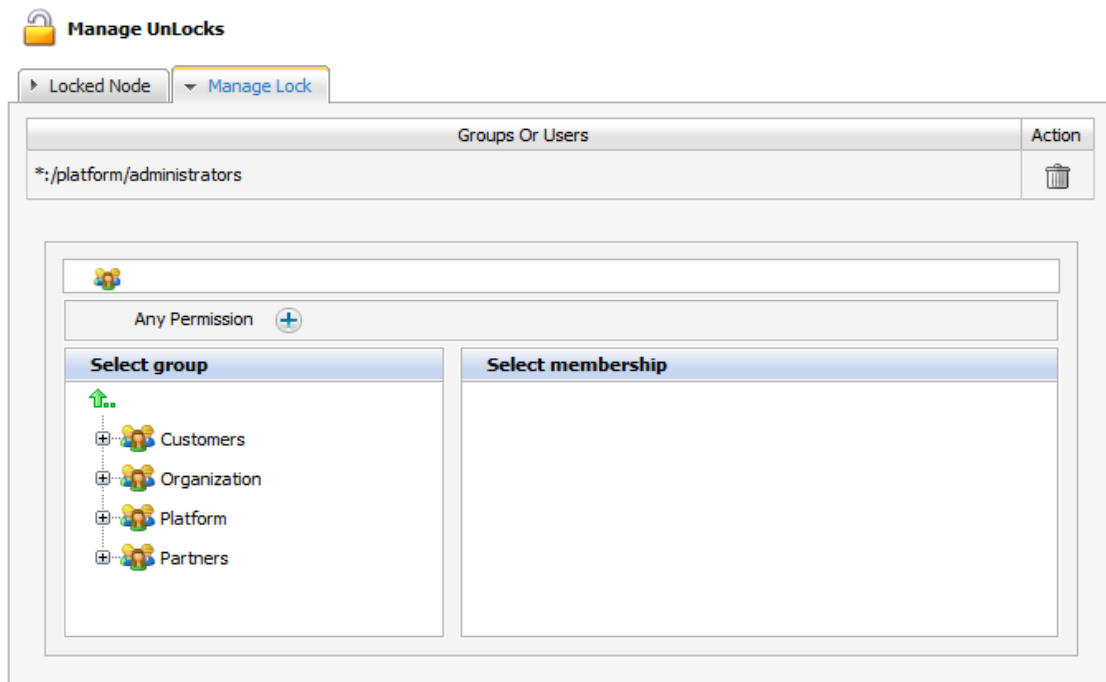 Manage UnLocks
Locked Node
Manage Lock
Groups Or Users
Action
*:/platform/administrators
Any Permission
Select group
Select membership
Customers
Organization
Platform
Partners